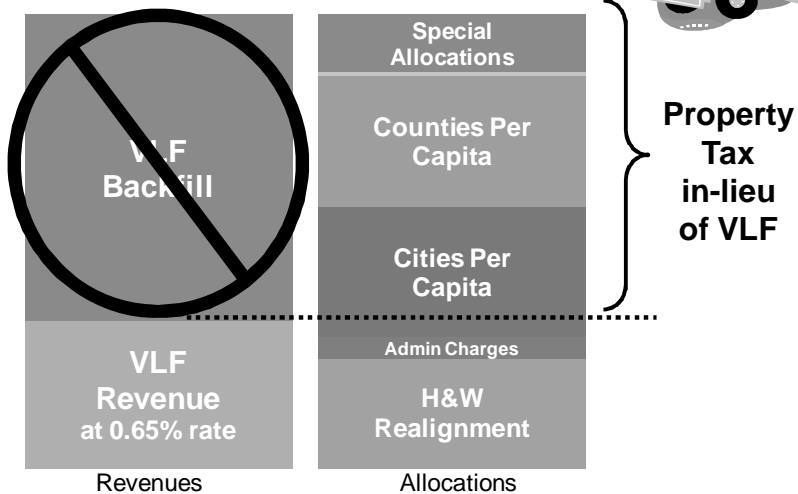 VLF
Backfill
VLF
Revenue
at 0.65% rate
Revenues
Special
Allocations
Counties Per
Capita
Cities Per
Capita
Admin Charges
H&W
Realignment
Allocations
Property
Tax
in-lieu
of VLF